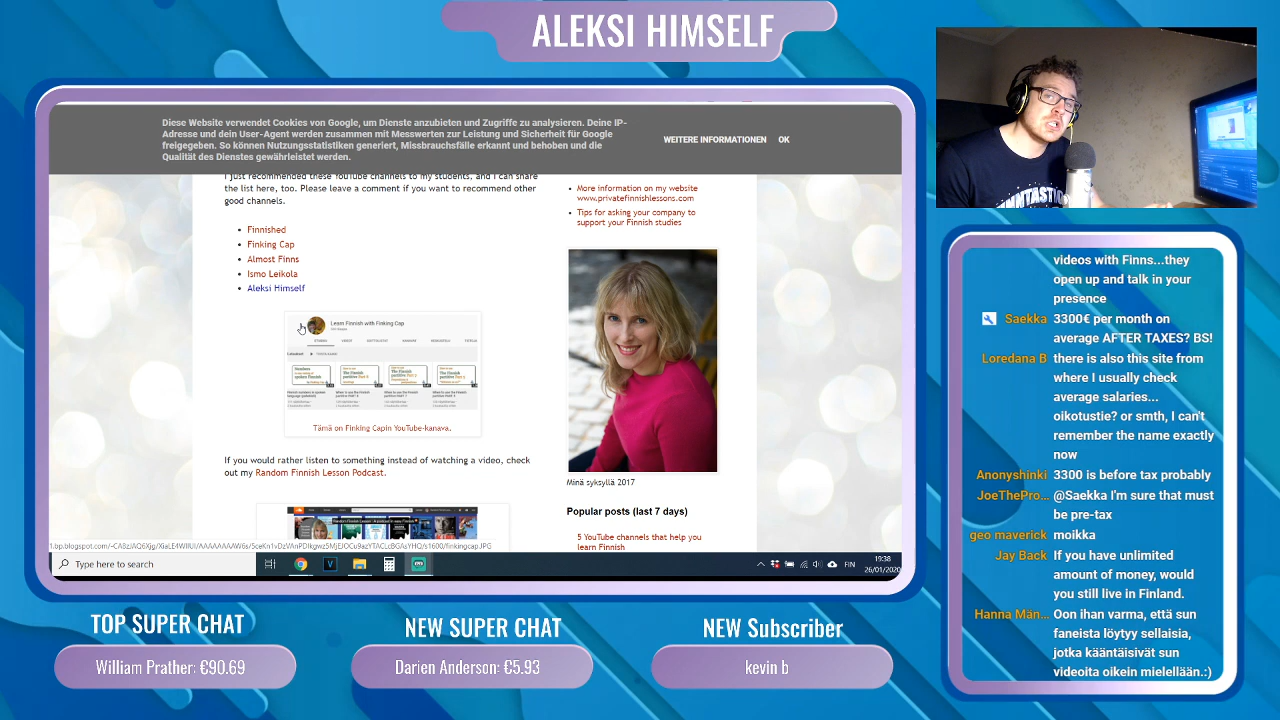 ALEKSI HIMSELF
Diese Website verwendet Cookies von Google, um Dienste anzubieten und Zugriffe zu analysieren. Deine IP-
Adresse und dein User-Agent werden zusammen mit Messwerten zur Leistung und Sicherheit für Google
freigegeben. So können Nutzungsstatistiken generiert, Missbrauchsfälle erkannt und behoben und die
Qualität des Dienstes gewährleistet werden.
WEITERE INFORMATIONEN OK
I just recommended these YouTube channels to my students, and I can share
the list here, too. Please leave a comment if you want to recommend other
good channels.
Finnished
Finking Cap
Almost Finns
Ismo Leikola
Aleksi Himself
Learn Finnish with Finking Cap
Tämä on Finking Capin YouTube-kanava.
If you would rather listen to something instead of watching a video, check
out my Random Finnish Lesson Podcast.
More information on my website
www.privatefinnishlessons.com
Tips for asking your company to
support your Finnish studies
Minä syksyllä 2017
Popular posts (last 7 days)
5 YouTube channels that help you
learn Finnish
Type here to search
FIN
19:38
26/01/2020
videos with Finns...they
open up and talk in your
presence
Saekka 3300€ per month on
average AFTER TAXES? BS!
Loredana B there is also this site from
where I usually check
average salaries...
oikotustie? or smth, I can't
remember the name exactly
now
Anonyshinki 3300 is before tax probably
JoeThePro... @Saekka I'm sure that must
be pre-tax
geo maverick moikka
Jay Back If you have unlimited
amount of money, would
you still live in Finland.
Hanna Män... Oon ihan varma, että sun
faneista löytyy sellaisia,
jotka kääntäisivät sun
videoita oikein mielellään.:)
TOP SUPER CHAT
William Prather: €90.69
NEW SUPER CHAT
Darien Anderson: €5.93
NEW Subscriber
kevin b